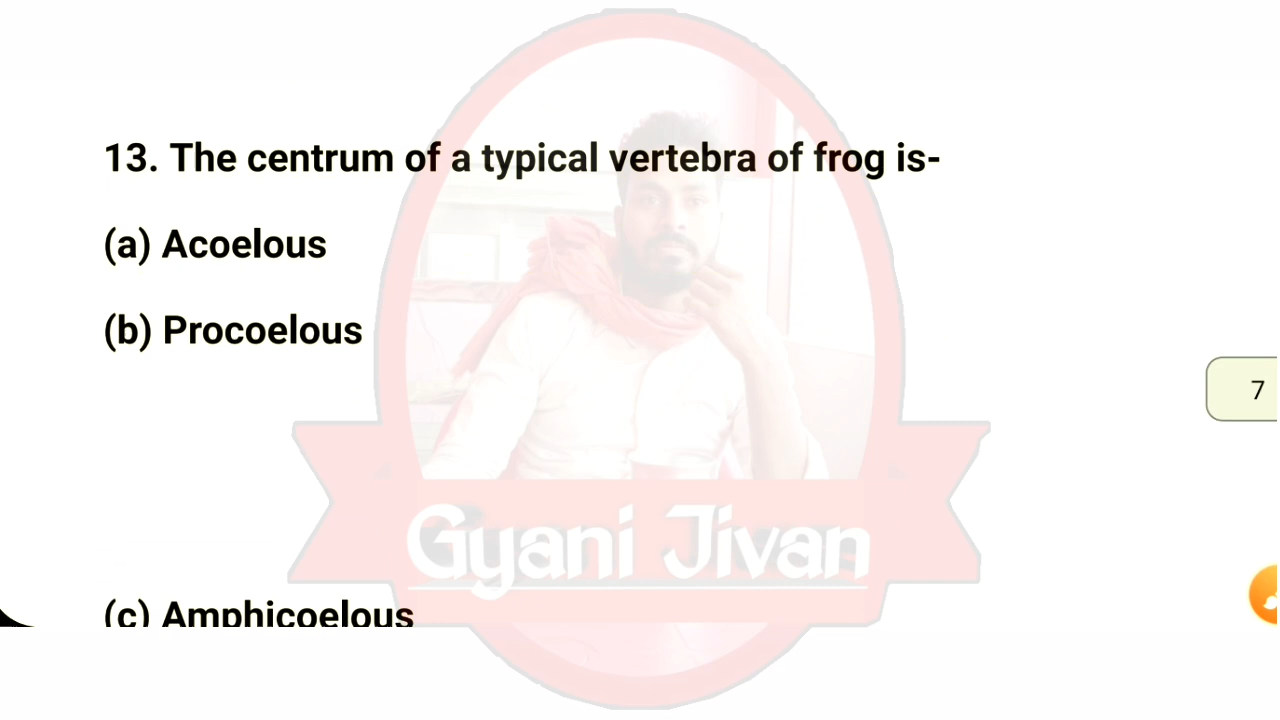 13. The centrum of a typical vertebra of frog is-
(a) Acoelous
(b) Procoelous
7
Gyani Jivan
(c) Amphicoelous